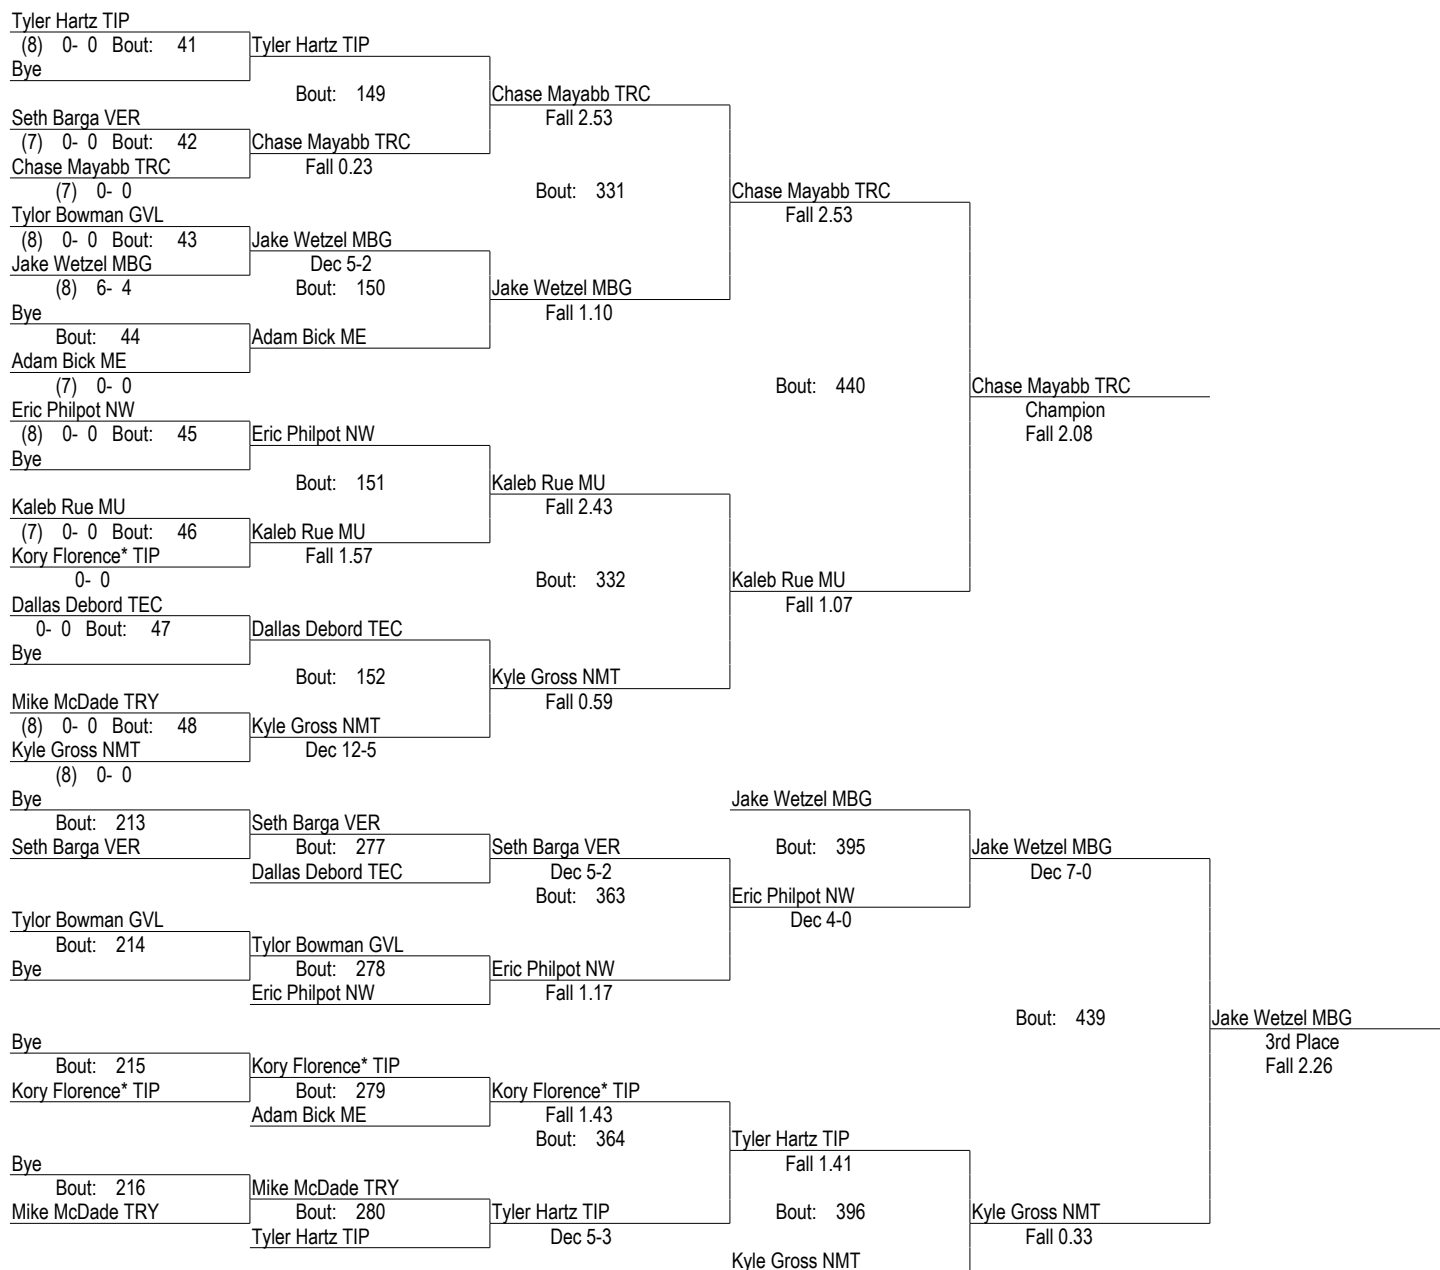 Tyler Hartz TIP
(8) 0- 0 Bout: 41 Tyler Hartz TIP
Bye
Bout: 149 Chase Mayabb TRC
Fall 2.53
Seth Barga VER
(7) 0- 0 Bout: 42 Chase Mayabb TRC
Chase Mayabb TRC Fall 0.23
(7) 0- 0 Bout: 331 Chase Mayabb TRC
Tylor Bowman GVL Fall 2.53
(8) 0- 0 Bout: 43 Jake Wetzel MBG
Jake Wetzel MBG Dec 5-2
(8) 6- 4 Bout: 150 Jake Wetzel MBG
Bye Fall 1.10
Bout: 44 Adam Bick ME
Adam Bick ME
(7) 0- 0 Bout: 440 Chase Mayabb TRC
Eric Philpot NW Champion
(8) 0- 0 Bout: 45 Eric Philpot NW Fall 2.08
Bye
Bout: 151 Kaleb Rue MU
Kaleb Rue MU Fall 2.43
(7) 0- 0 Bout: 46 Kaleb Rue MU
Kory Florence* TIP Fall 1.57
0- 0 Bout: 332 Kaleb Rue MU
Dallas Debord TEC Fall 1.07
0- 0 Bout: 47 Dallas Debord TEC
Bye
Bout: 152 Kyle Gross NMT
Mike McDade TRY Fall 0.59
(8) 0- 0 Bout: 48 Kyle Gross NMT
Kyle Gross NMT Dec 12-5
(8) 0- 0
Bye Jake Wetzel MBG
Bout: 213 Seth Barga VER
Seth Barga VER Bout: 277 Seth Barga VER Bout: 395 Jake Wetzel MBG
Dallas Debord TEC Dec 5-2 Dec 7-0
Bout: 363 Eric Philpot NW
Tylor Bowman GVL Dec 4-0
Bout: 214 Tylor Bowman GVL
Bye Bout: 278 Eric Philpot NW
Eric Philpot NW Fall 1.17
Bout: 439 Jake Wetzel MBG
Bye 3rd Place
Bout: 215 Kory Florence* TIP Fall 2.26
Kory Florence* TIP Bout: 279 Kory Florence* TIP
Adam Bick ME Fall 1.43
Bout: 364 Tyler Hartz TIP
Bye Fall 1.41
Bout: 216 Mike McDade TRY
Mike McDade TRY Bout: 280 Tyler Hartz TIP Bout: 396 Kyle Gross NMT
Tyler Hartz TIP Dec 5-3 Fall 0.33
Kyle Gross NMT